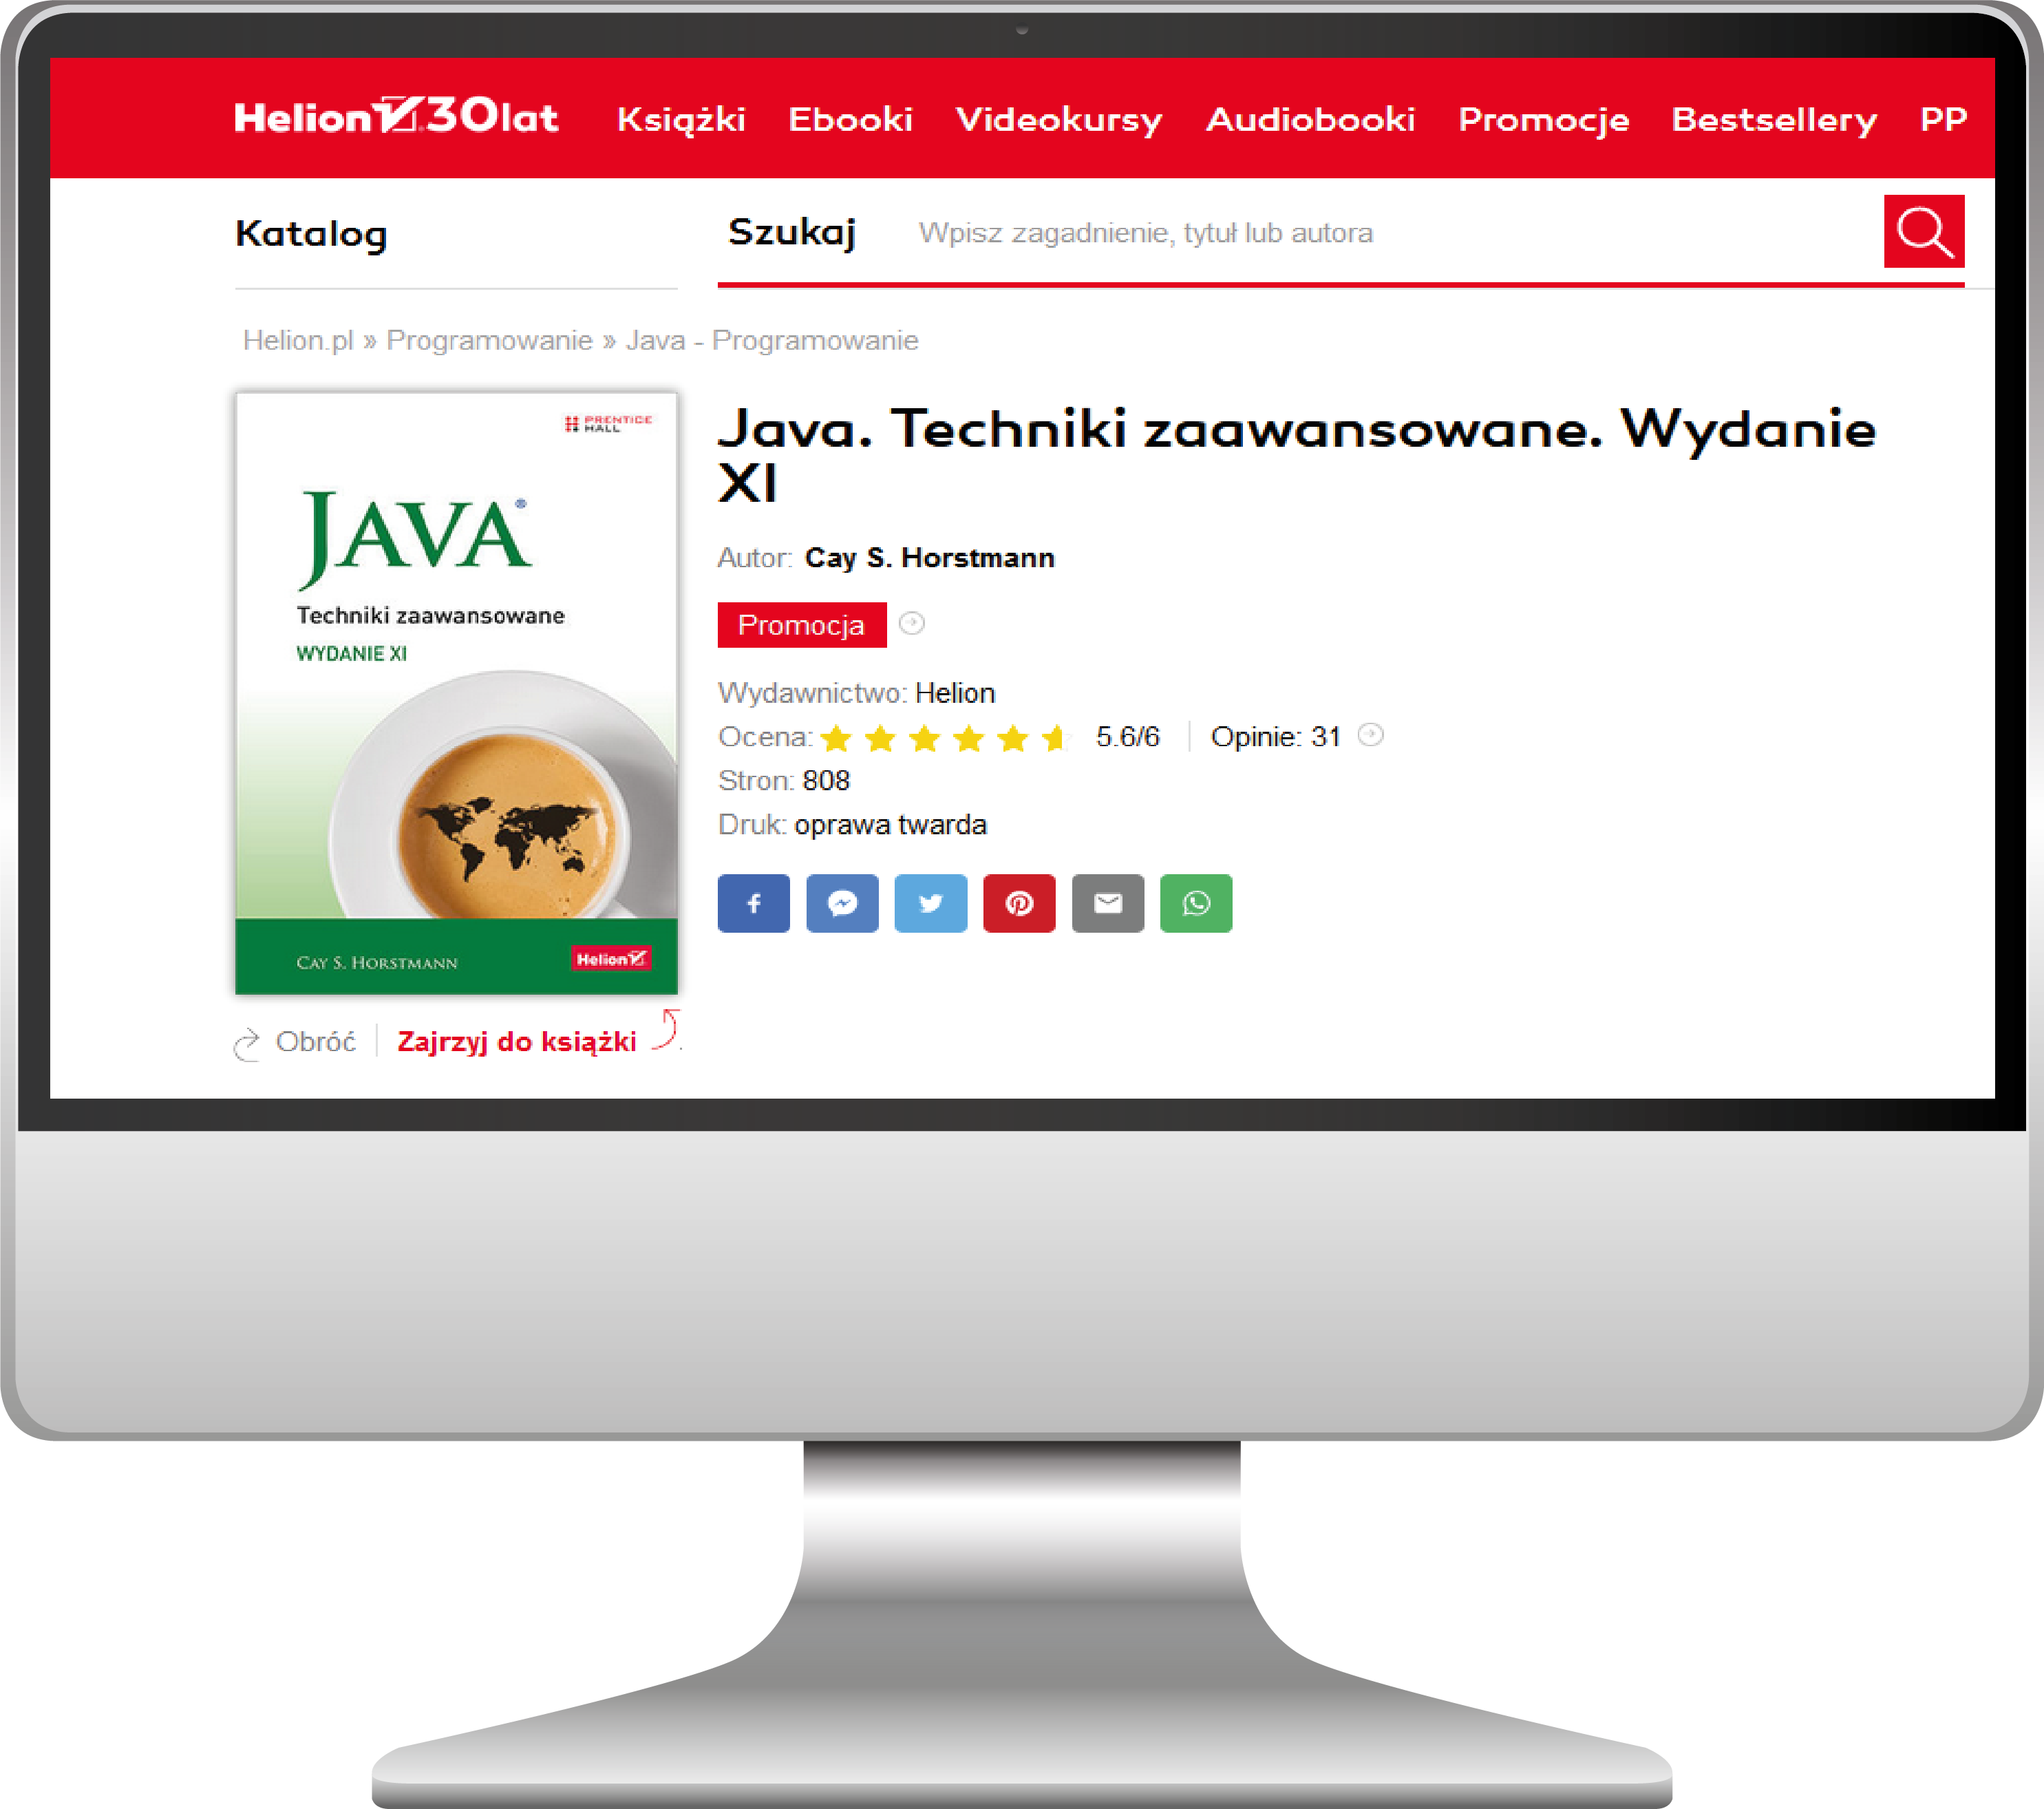 Helion 30lat Książki Ebooki Videokursy Audiobooki Promocje Bestsellery PP
Katalog
Szukaj Wpisz zagadnienie, tytuł lub autora
Helion.pl » Programowanie » Java - Programowanie
PRENTICE
HALL
JAVA®
Techniki zaawansowane
WYDANIE XI
CAY S. HORSTMANN
Helion
Obróć Zajrzyj do książki
Java. Techniki zaawansowane. Wydanie
XI
Autor: Cay S. Horstmann
Promocja
Wydawnictwo: Helion
Ocena: 5.6/6 Opinie: 31
Stron: 808
Druk: oprawa twarda